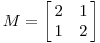 M = [2 1
1 2]